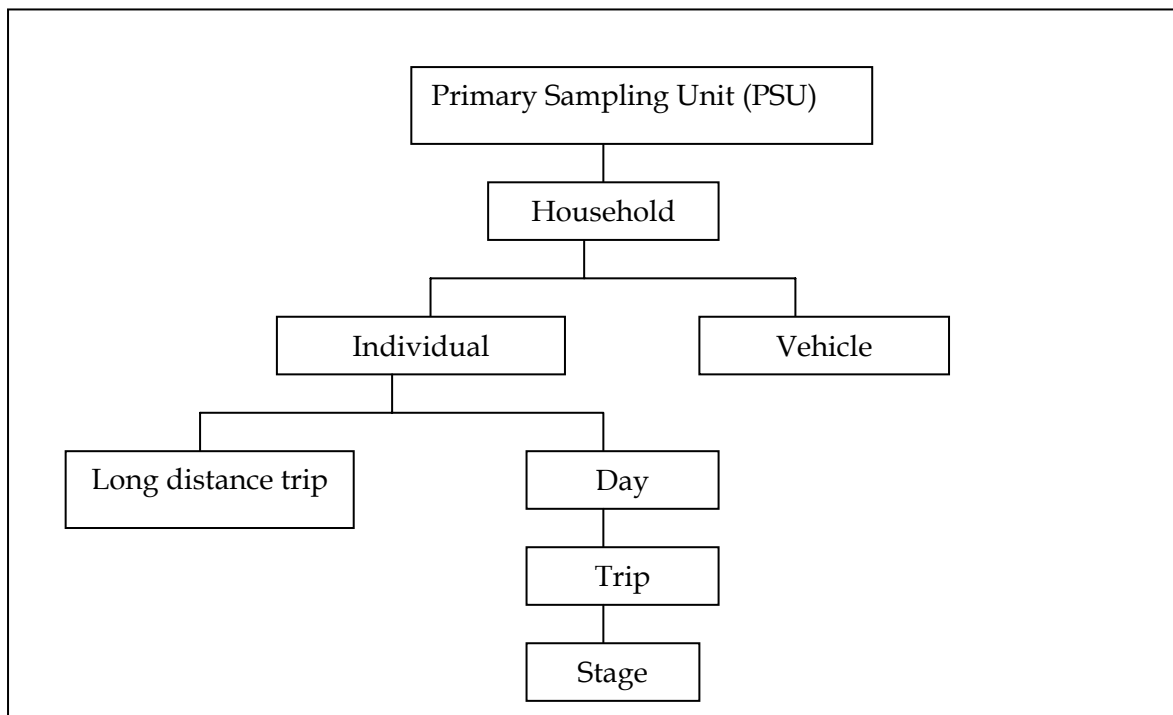 Primary Sampling Unit (PSU)
Household
Individual
Vehicle
Long distance trip
Day
Trip
Stage